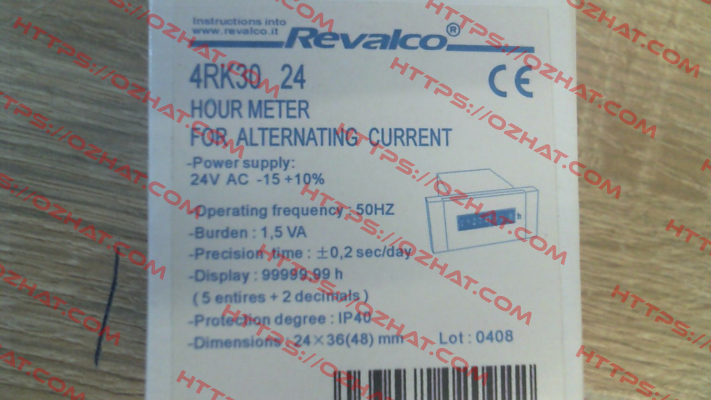 Instructions into
www.revalco.it
Revalco®
4RK30 24
CE
HOUR METER
FOR ALTERNATING CURRENT
-Power supply:
24V AC -15 +10%
-Operating frequency : 50HZ
-Burden : 1,5 VA
-Precision time : ±0,2 sec/day
-Display : 99999,99 h
( 5 entires + 2 decimals )
-Protection degree : IP40
-Dimensions : 24×36(48) mm
Lot : 0408
h
HTTPS://OZHAT.COM